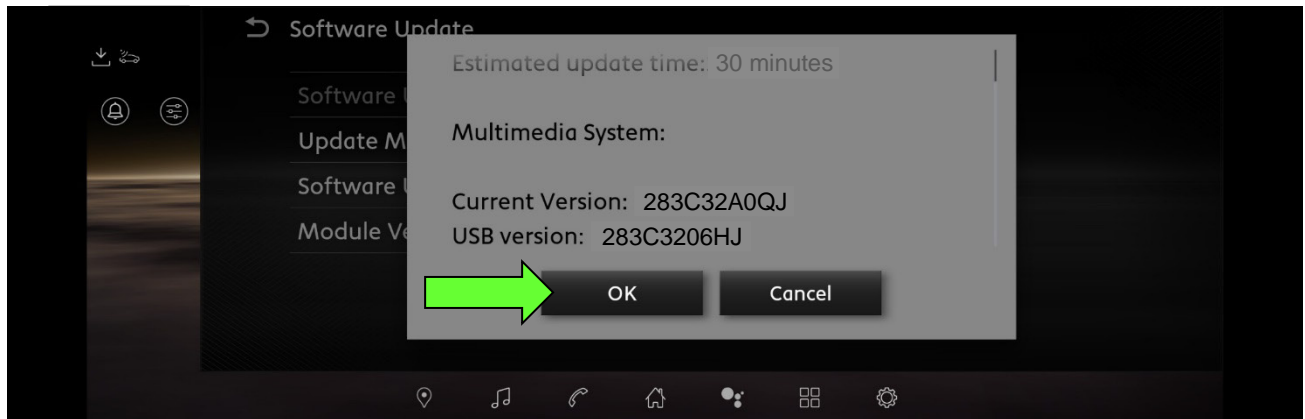 Software Update
Estimated update time: 30 minutes
Software U
Update M
Multimedia System:
Software U
Current Version: 283C32A0QJ
Module Ve
USB version: 283C3206HJ
OK
Cancel